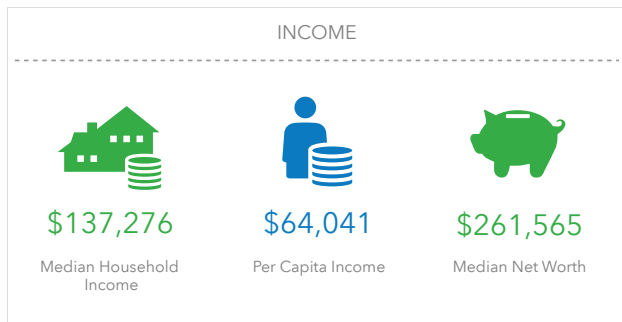 INCOME
$137,276
Median Household
Income
$64,041
Per Capita Income
$261,565
Median Net Worth